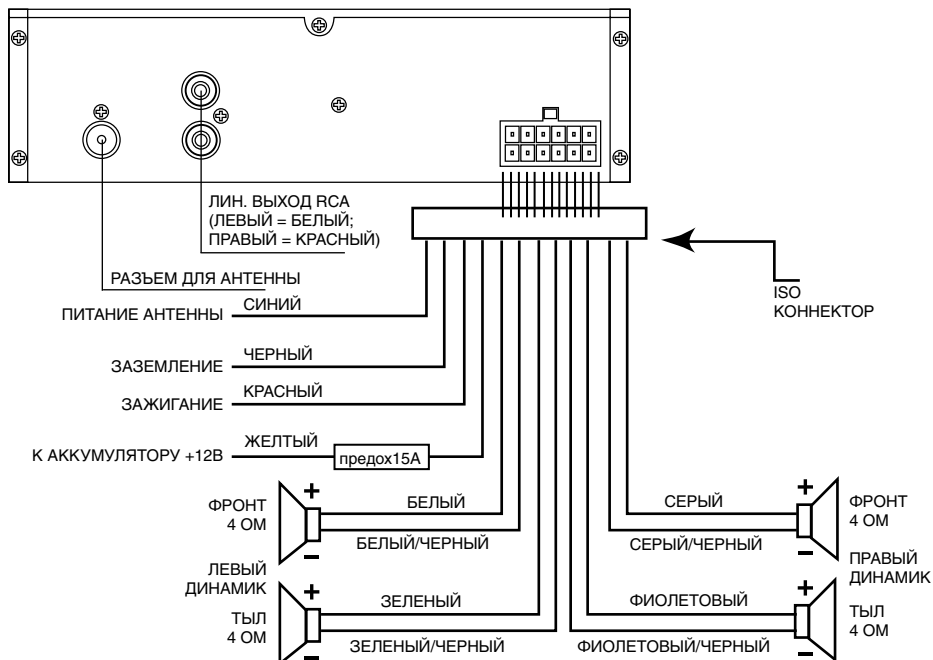 ЛИН. ВЫХОД RCA
(ЛЕВЫЙ = БЕЛЫЙ;
ПРАВЫЙ = КРАСНЫЙ)
РАЗЪЕМ ДЛЯ АНТЕННЫ
ISO
КОННЕКТОР
ПИТАНИЕ АНТЕННЫ СИНИЙ
ЗАЗЕМЛЕНИЕ ЧЕРНЫЙ
ЗАЖИГАНИЕ КРАСНЫЙ
К АККУМУЛЯТОРУ +12В ЖЕЛТЫЙ предох15А
ФРОНТ
4 ОМ
+
−
БЕЛЫЙ
БЕЛЫЙ/ЧЕРНЫЙ
СЕРЫЙ
СЕРЫЙ/ЧЕРНЫЙ
+
−
ФРОНТ
4 ОМ
ЛЕВЫЙ
ДИНАМИК
ПРАВЫЙ
ДИНАМИК
ТЫЛ
4 ОМ
+
−
ЗЕЛЕНЫЙ
ЗЕЛЕНЫЙ/ЧЕРНЫЙ
ФИОЛЕТОВЫЙ
ФИОЛЕТОВЫЙ/ЧЕРНЫЙ
+
−
ТЫЛ
4 ОМ